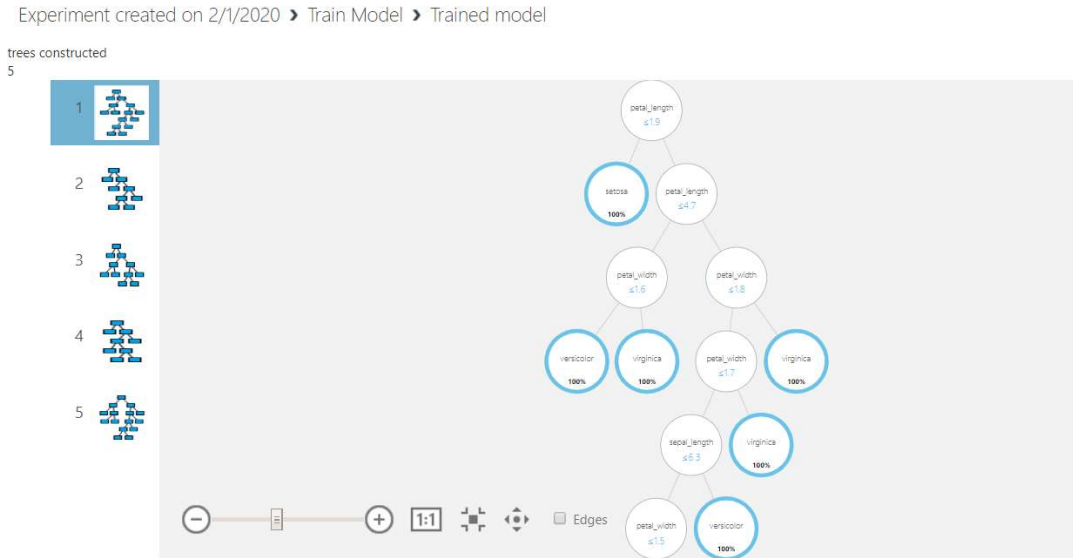 Experiment created on 2/1/2020 › Train Model › Trained model
trees constructed
5
1
2
3
4
5
petal_length
≤1.9
setosa
100%
petal_length
≤4.7
petal_width
≤1.6
petal_width
≤1.8
versicolor
100%
virginica
100%
petal_width
≤1.7
virginica
100%
sepal_length
≤6.3
virginica
100%
petal_width
≤1.5
versicolor
100%
1:1
Edges